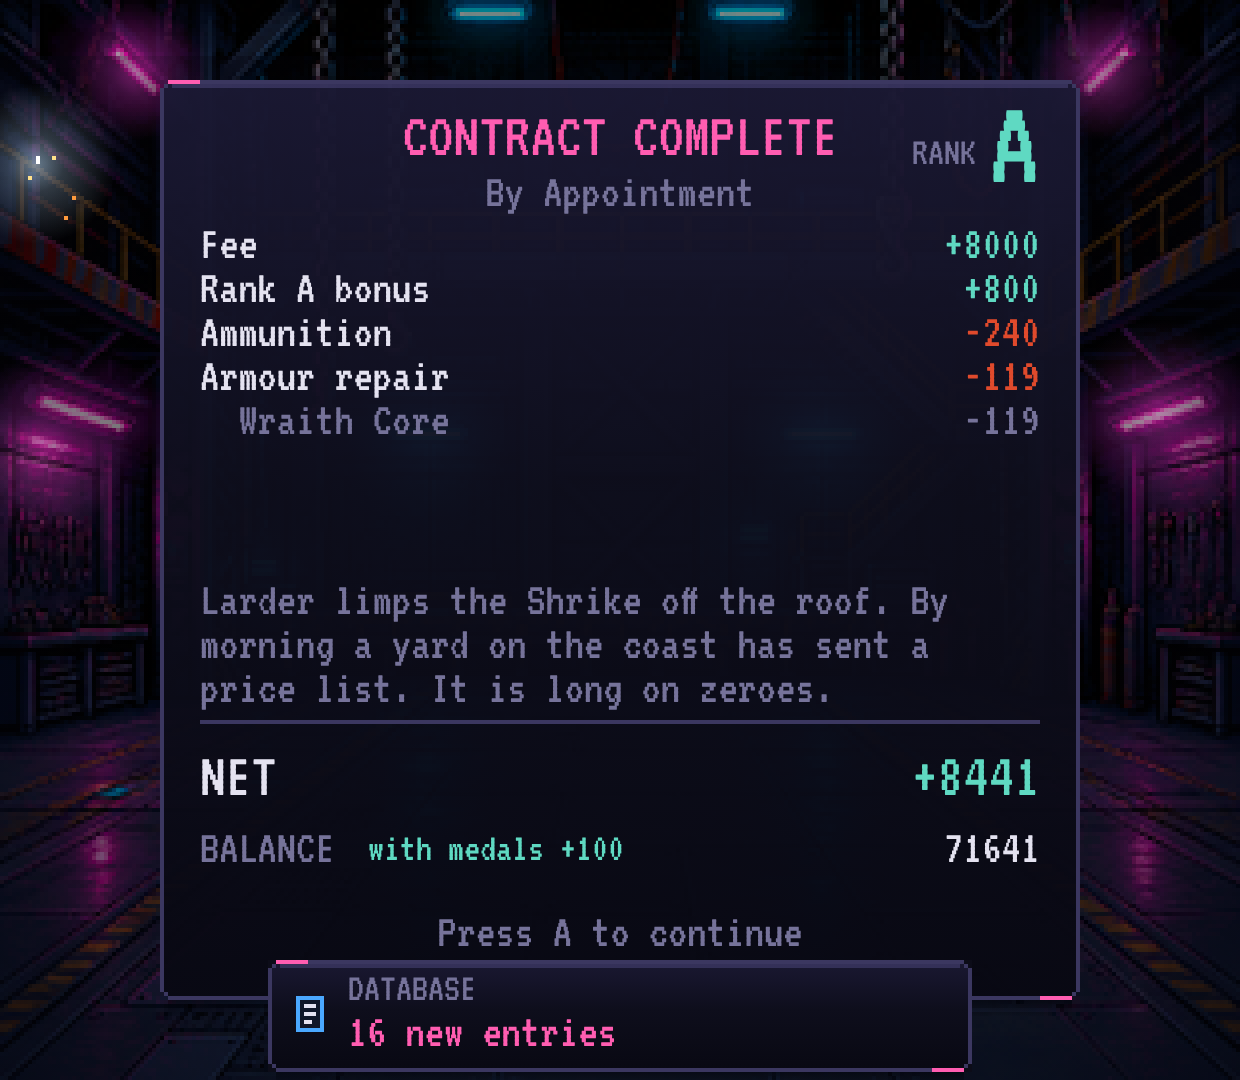 CONTRACT COMPLETE
RANK A
By Appointment
Fee +8000
Rank A bonus +800
Ammunition -240
Armour repair -119
Wraith Core -119
Larder limps the Shrike off the roof. By
morning a yard on the coast has sent a
price list. It is long on zeroes.
NET +8441
BALANCE with medals +100 71641
Press A to continue
DATABASE
16 new entries